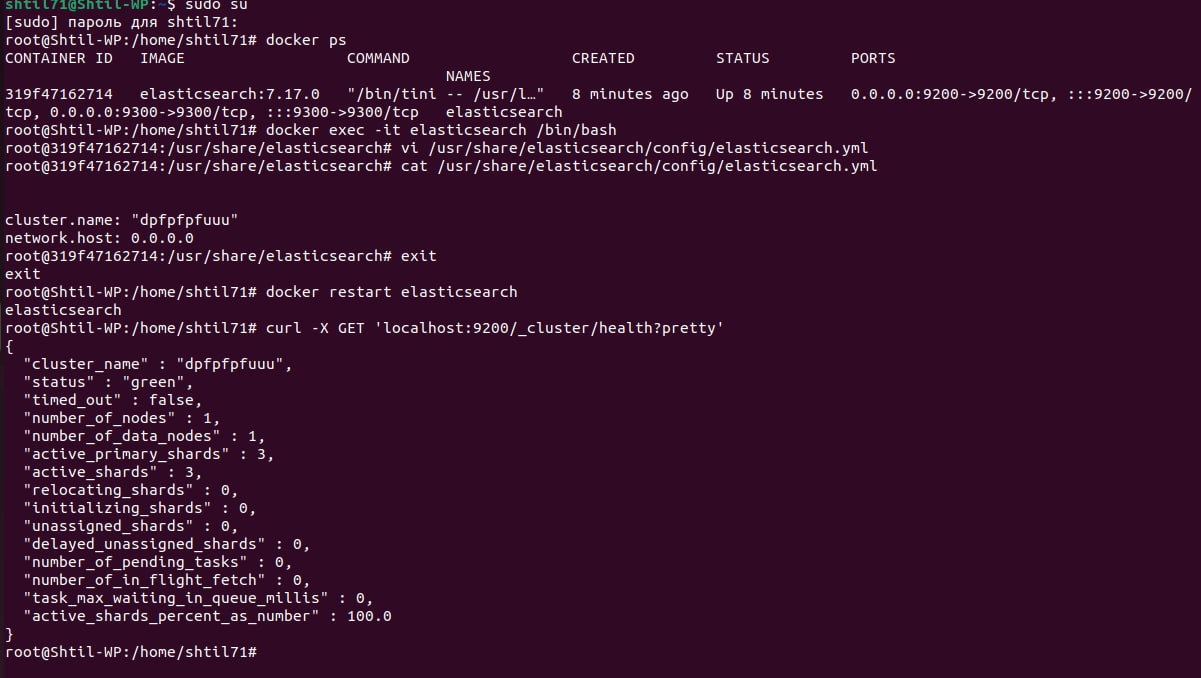 shtil71@Shtil-WP:~$ sudo su
[sudo] пароль для shtil71:
root@Shtil-WP:/home/shtil71# docker ps
CONTAINER ID   IMAGE                  COMMAND                  CREATED         STATUS         PORTS
                                                 NAMES
319f47162714   elasticsearch:7.17.0   "/bin/tini -- /usr/l…"   8 minutes ago   Up 8 minutes   0.0.0.0:9200->9200/tcp, :::9200->9200/
tcp, 0.0.0.0:9300->9300/tcp, :::9300->9300/tcp   elasticsearch
root@Shtil-WP:/home/shtil71# docker exec -it elasticsearch /bin/bash
root@319f47162714:/usr/share/elasticsearch# vi /usr/share/elasticsearch/config/elasticsearch.yml
root@319f47162714:/usr/share/elasticsearch# cat /usr/share/elasticsearch/config/elasticsearch.yml
cluster.name: "dpfpfpfuuu"
network.host: 0.0.0.0
root@319f47162714:/usr/share/elasticsearch# exit
exit
root@Shtil-WP:/home/shtil71# docker restart elasticsearch
elasticsearch
root@Shtil-WP:/home/shtil71# curl -X GET 'localhost:9200/_cluster/health?pretty'
{
  "cluster_name" : "dpfpfpfuuu",
  "status" : "green",
  "timed_out" : false,
  "number_of_nodes" : 1,
  "number_of_data_nodes" : 1,
  "active_primary_shards" : 3,
  "active_shards" : 3,
  "relocating_shards" : 0,
  "initializing_shards" : 0,
  "unassigned_shards" : 0,
  "delayed_unassigned_shards" : 0,
  "number_of_pending_tasks" : 0,
  "number_of_in_flight_fetch" : 0,
  "task_max_waiting_in_queue_millis" : 0,
  "active_shards_percent_as_number" : 100.0
}
root@Shtil-WP:/home/shtil71#